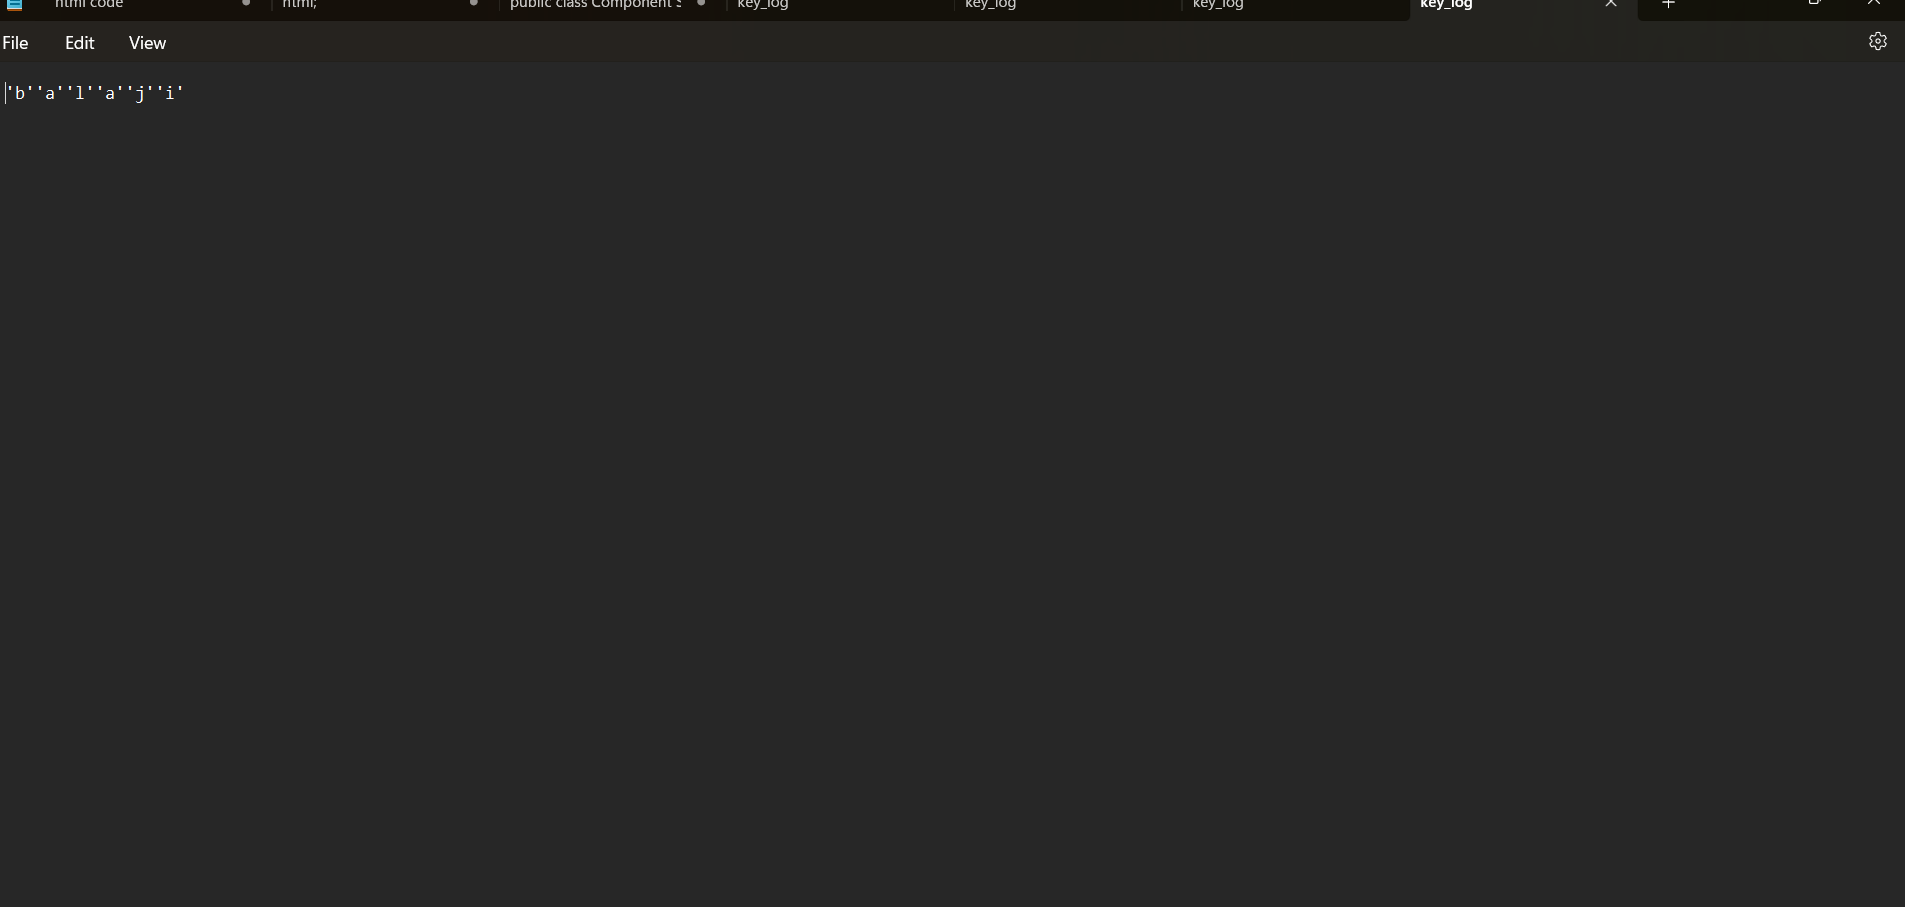 html code
html;
public class Component S
key_log
key_log
key_log
key_log
File
Edit
View
'b''a''l''a''j''i'